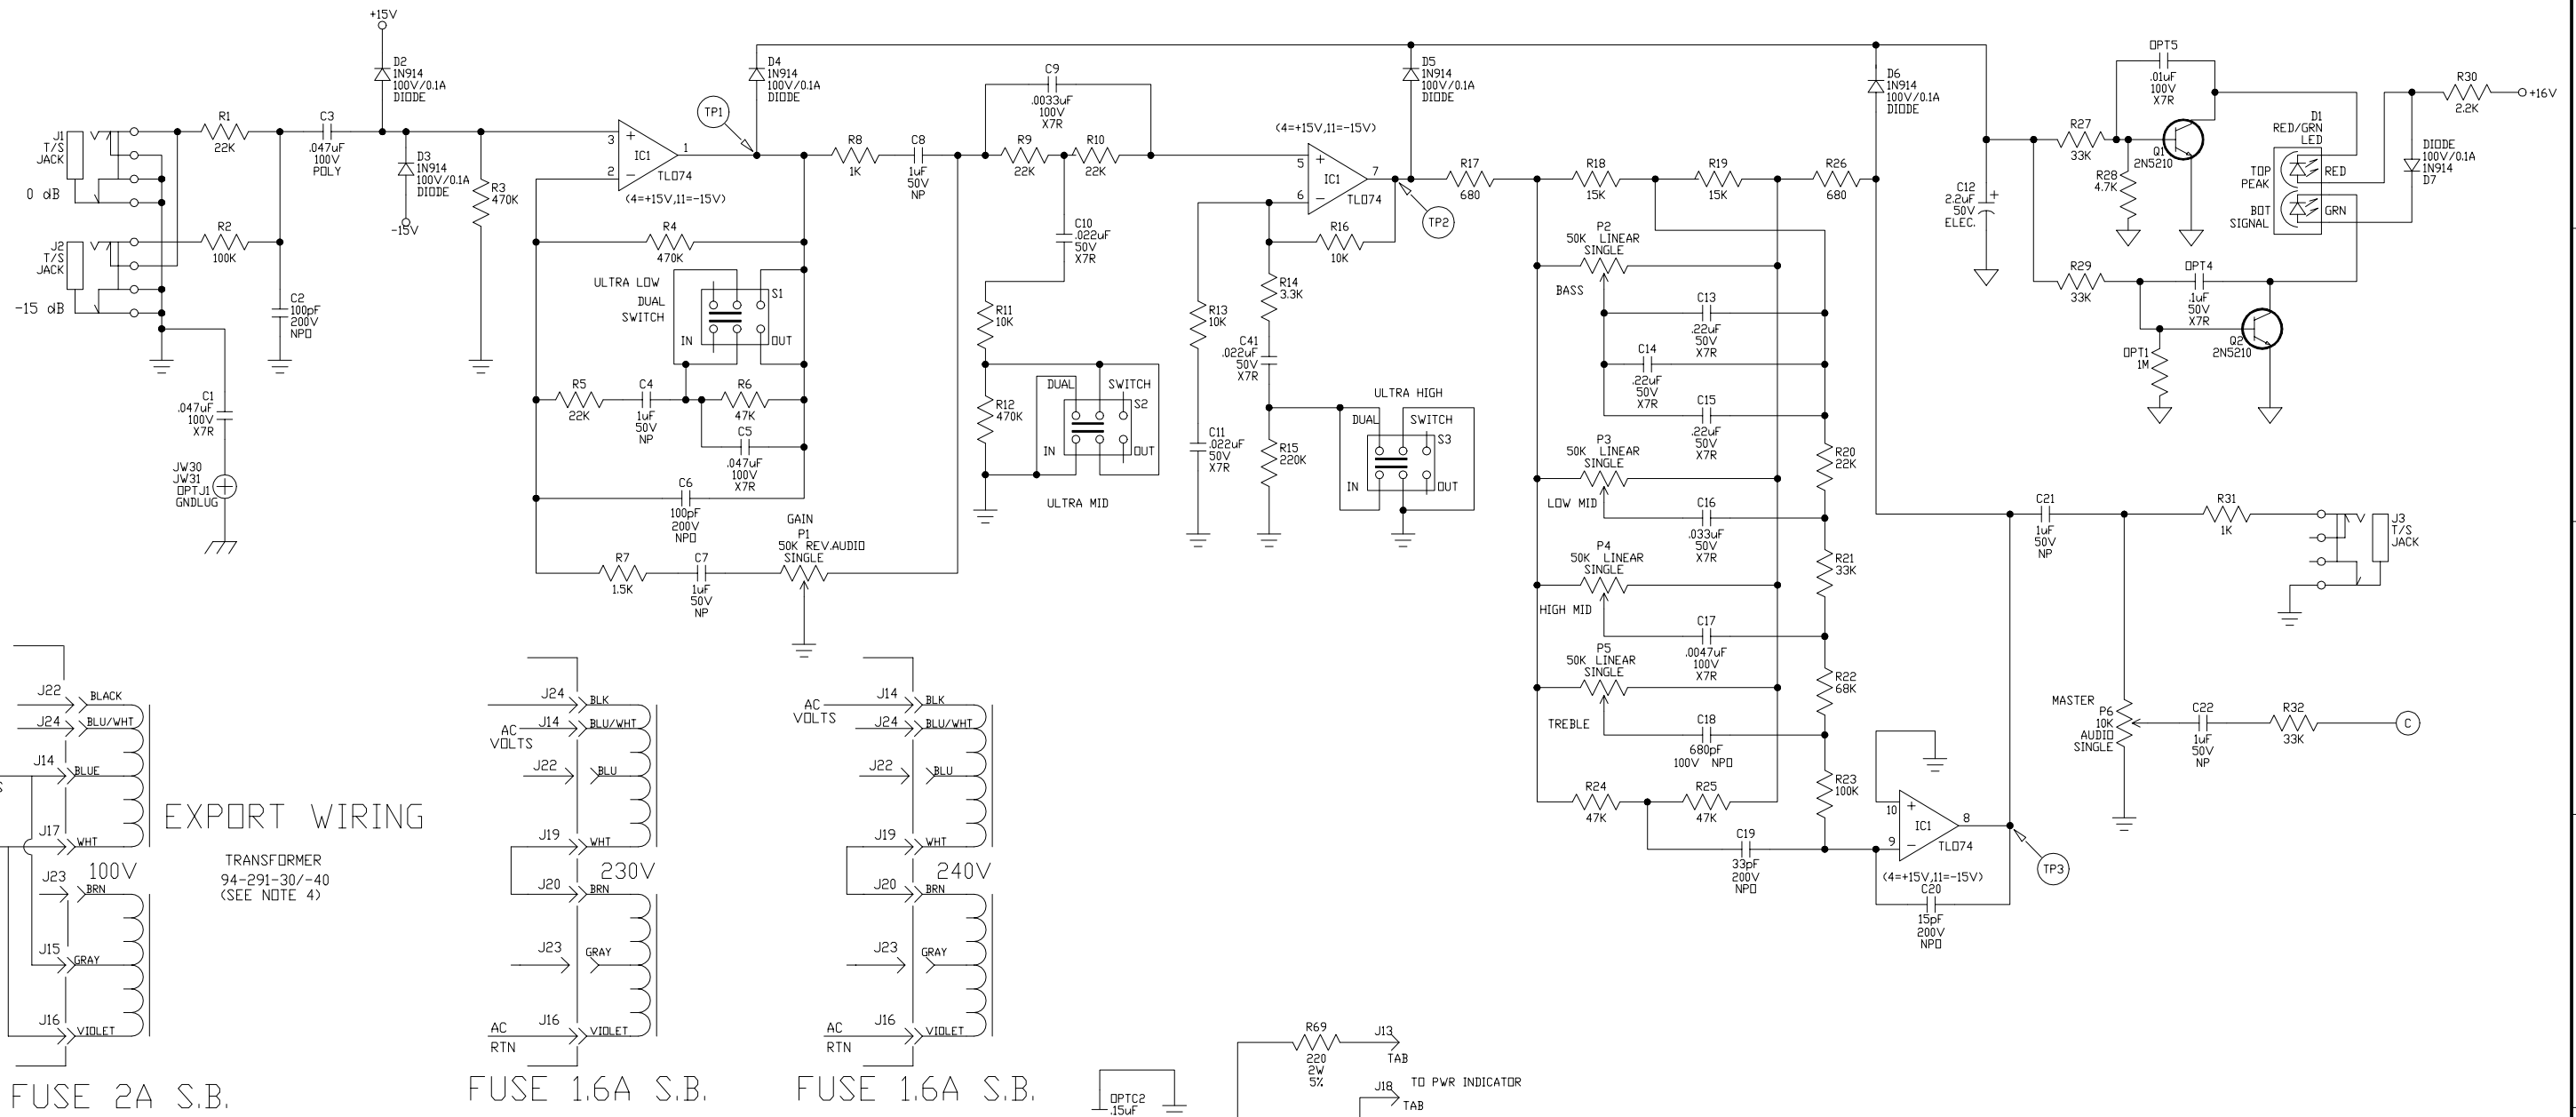 +15V
D2
1N914
100V/0.1A
DIODE
J1
T/S
JACK
0 dB
R1
22K
C3
.047uF
100V
POLY
D3
1N914
100V/0.1A
DIODE
-15V
R3
470K
J2
T/S
JACK
-15 dB
R2
100K
C2
100pF
200V
NPO
C1
.047uF
100V
X7R
JW30
JW31
OPTJ1
GNDLUG
3
+
2
-
IC1
1
TL074
(4=+15V,11=-15V)
TP1
D4
1N914
100V/0.1A
DIODE
R4
470K
ULTRA LOW
DUAL
SWITCH
S1
IN
OUT
R5
22K
C4
1uF
50V
NP
R6
47K
C5
.047uF
100V
X7R
C6
100pF
200V
NPO
R7
1.5K
C7
1uF
50V
NP
GAIN
P1
50K REV.AUDIO
SINGLE
R8
1K
C8
1uF
50V
NP
C9
.0033uF
100V
X7R
R9
22K
R10
22K
C10
.022uF
50V
X7R
R11
10K
R12
470K
DUAL
SWITCH
S2
IN
OUT
ULTRA MID
(4=+15V,11=-15V)
5
+
6
-
IC1
7
TL074
TP2
D5
1N914
100V/0.1A
DIODE
R16
10K
R14
3.3K
R13
10K
C41
.022uF
50V
X7R
C11
.022uF
50V
X7R
R15
220K
ULTRA HIGH
DUAL
SWITCH
S3
IN
OUT
R17
680
R18
15K
R19
15K
R26
680
D6
1N914
100V/0.1A
DIODE
P2
50K LINEAR
SINGLE
BASS
C13
.22uF
50V
X7R
C14
.22uF
50V
X7R
C15
.22uF
50V
X7R
P3
50K LINEAR
SINGLE
LOW MID
R20
22K
C16
.033uF
50V
X7R
P4
50K LINEAR
SINGLE
HIGH MID
R21
33K
C17
.0047uF
100V
X7R
P5
50K LINEAR
SINGLE
TREBLE
R22
68K
C18
680pF
100V NPO
R24
47K
R25
47K
R23
100K
C19
33pF
200V
NPO
10
+
9
-
IC1
8
TL074
(4=+15V,11=-15V)
C20
15pF
200V
NPO
TP3
C12
2.2uF
50V
ELEC.
+
R27
33K
R28
4.7K
OPT5
.01uF
100V
X7R
Q1
2N5210
D1
RED/GRN
LED
TOP
PEAK
RED
BOT
SIGNAL
GRN
R30
2.2K
+16V
DIODE
100V/0.1A
1N914
D7
R29
33K
OPT4
.1uF
50V
X7R
OPT1
1M
Q2
2N5210
C21
1uF
50V
NP
R31
1K
J3
T/S
JACK
MASTER
P6
10K
AUDIO
SINGLE
C22
1uF
50V
NP
R32
33K
C
J22
BLACK
J24
BLU/WHT
J14
BLUE
S
J17
WHT
100V
J23
BRN
J15
GRAY
J16
VIOLET
FUSE 2A S.B.
EXPORT WIRING
TRANSFORMER
94-291-30/-40
(SEE NOTE 4)
J24
BLK
AC
VOLTS
J14
BLU/WHT
J22
BLU
J19
WHT
230V
J20
BRN
J23
GRAY
AC
RTN
J16
VIOLET
FUSE 1.6A S.B.
AC
VOLTS
J14
BLK
J24
BLU/WHT
J22
BLU
J19
WHT
240V
J20
BRN
J23
GRAY
AC
RTN
J16
VIOLET
FUSE 1.6A S.B.
OPTC2
.15uF
R69
220
2W
5%
J13
TAB
TO PWR INDICATOR
J18
TAB